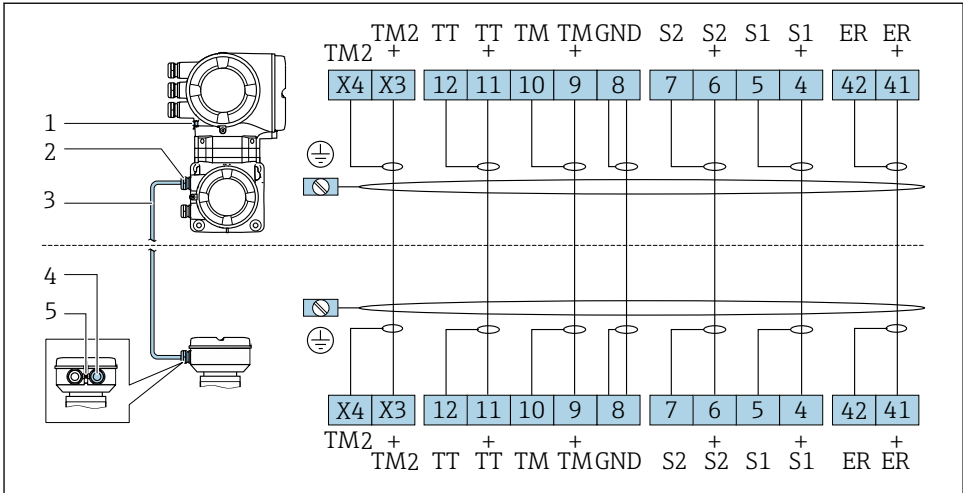 TM2 TT TT TM TM GND S2 S2 S1 S1 ER ER
+ + + + + +
TM2
X4 X3 12 11 10 9 8 7 6 5 4 42 41
1
2
3
4
5
X4 X3 12 11 10 9 8 7 6 5 4 42 41
TM2 + + + + + +
TM2 TT TT TM TM GND S2 S2 S1 S1 ER ER